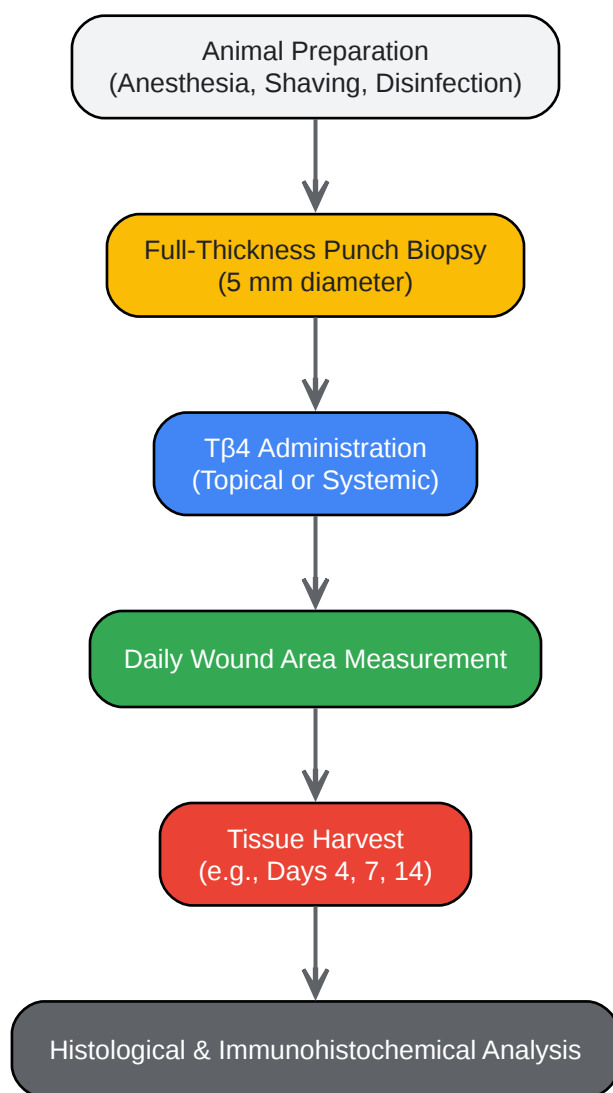 Animal Preparation
(Anesthesia, Shaving, Disinfection)
Full-Thickness Punch Biopsy
(5 mm diameter)
Tβ4 Administration
(Topical or Systemic)
Daily Wound Area Measurement
Tissue Harvest
(e.g., Days 4, 7, 14)
Histological & Immunohistochemical Analysis